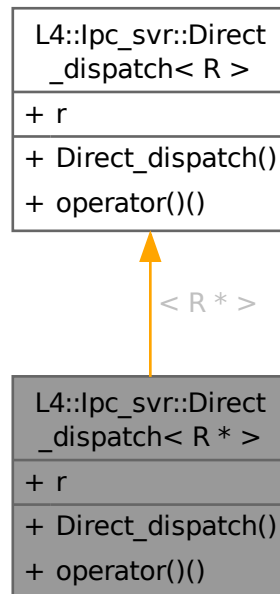 L4::Ipc_svr::Direct
_dispatch< R >
+ r
+ Direct_dispatch()
+ operator()()
< R * >
L4::Ipc_svr::Direct
_dispatch< R * >
+ r
+ Direct_dispatch()
+ operator()()